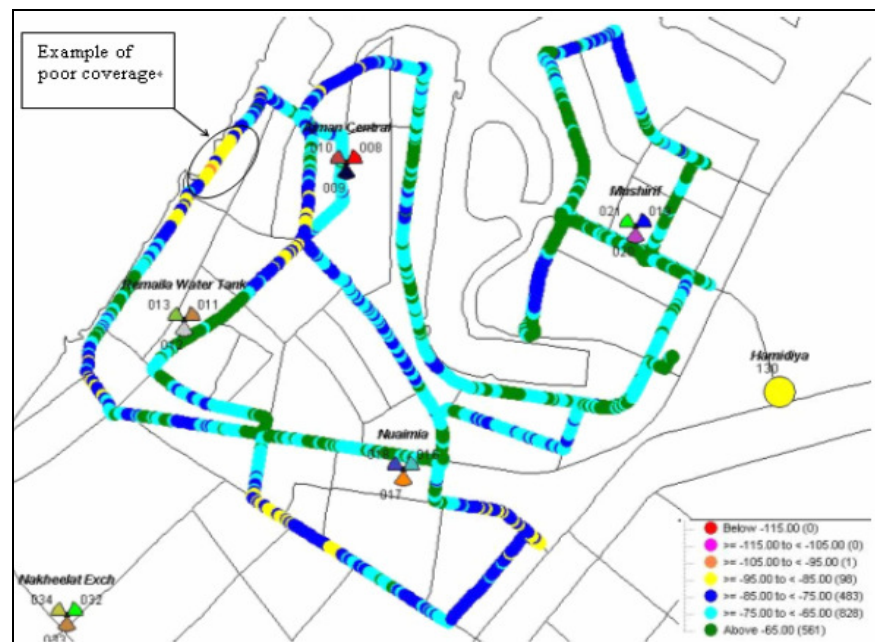 Example of
poor coverage
Ajman Central
010
008
009
Mushirif
021
Remaila Water Tank
013
011
Hamidiya
130
Nuaimia
017
Nakheelat Exch
034
032
Below -115.00 (0)
>= -115.00 to < -105.00 (0)
>= -105.00 to < -95.00 (1)
>= -95.00 to < -85.00 (98)
>= -85.00 to < -75.00 (483)
>= -75.00 to < -65.00 (828)
Above -65.00 (561)